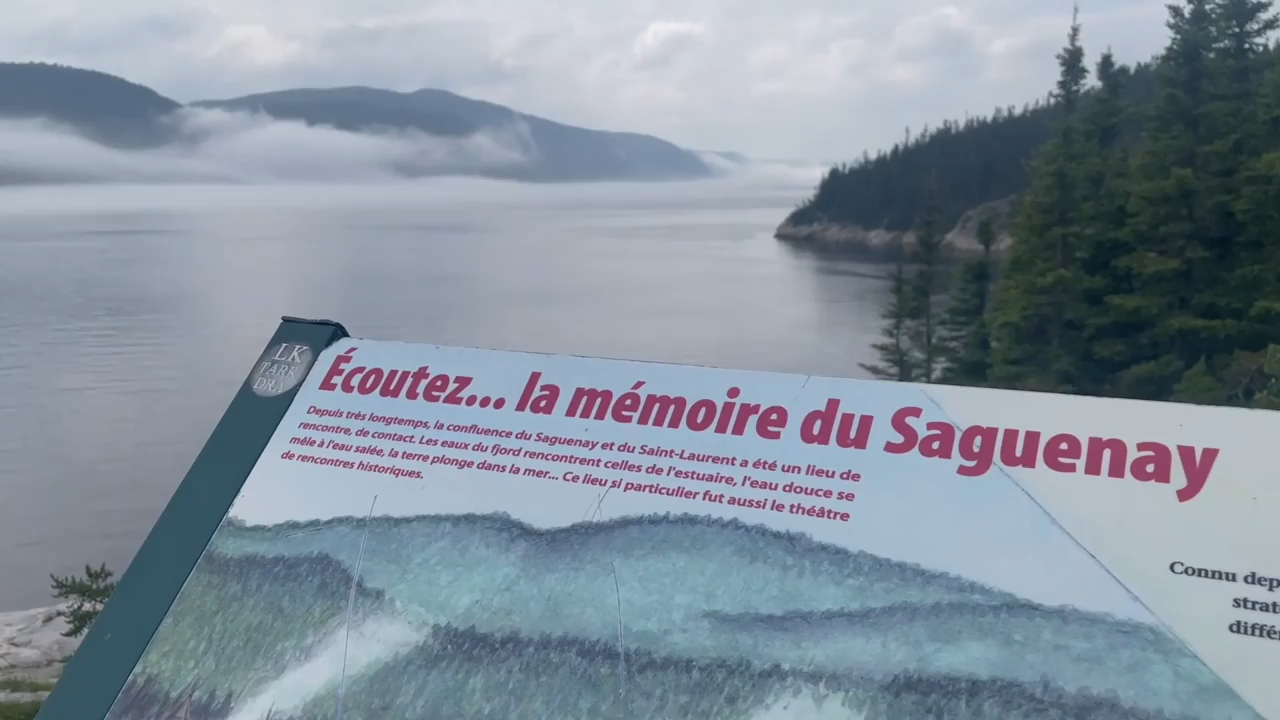 LK
TARK
DRA
Écoutez... la mémoire du Saguenay
Depuis très longtemps, la confluence du Saguenay et du Saint-Laurent a été un lieu de
rencontre, de contact. Les eaux du fjord rencontrent celles de l'estuaire, l'eau douce se
mêle à l'eau salée, la terre plonge dans la mer... Ce lieu si particulier fut aussi le théâtre
de rencontres historiques.
Connu dep
strat
différ